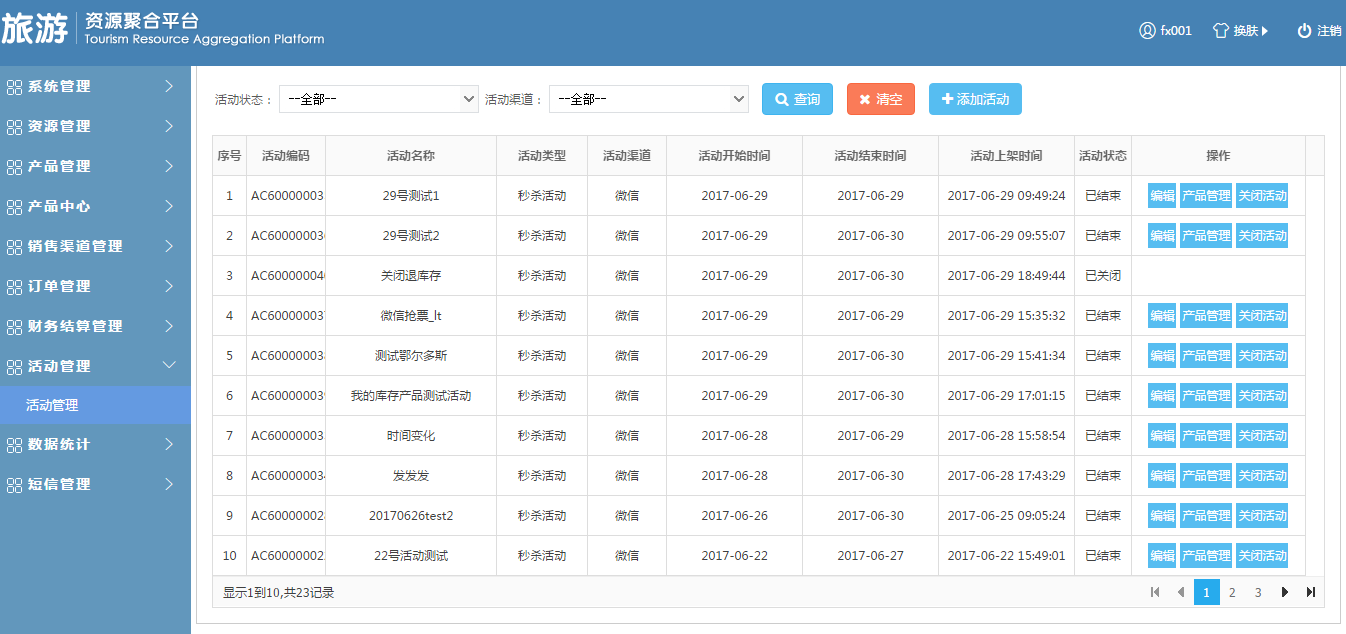 旅游 资源聚合平台
Tourism Resource Aggregation Platform
fx001 换肤 注销
系统管理
资源管理
产品管理
产品中心
销售渠道管理
订单管理
财务结算管理
活动管理
活动管理
数据统计
短信管理
活动状态： --全部-- 活动渠道： --全部-- 查询 清空 添加活动
序号 活动编码 活动名称 活动类型 活动渠道 活动开始时间 活动结束时间 活动上架时间 活动状态 操作
1 AC60000003 29号测试1 秒杀活动 微信 2017-06-29 2017-06-29 2017-06-29 09:49:24 已结束 编辑 产品管理 关闭活动
2 AC60000003 29号测试2 秒杀活动 微信 2017-06-29 2017-06-30 2017-06-29 09:55:07 已结束 编辑 产品管理 关闭活动
3 AC60000004 关闭退库存 秒杀活动 微信 2017-06-29 2017-06-30 2017-06-29 18:49:44 已关闭
4 AC60000003 微信抢票_lt 秒杀活动 微信 2017-06-29 2017-06-29 2017-06-29 15:35:32 已结束 编辑 产品管理 关闭活动
5 AC60000003 测试鄂尔多斯 秒杀活动 微信 2017-06-29 2017-06-30 2017-06-29 15:41:34 已结束 编辑 产品管理 关闭活动
6 AC60000003 我的库存产品测试活动 秒杀活动 微信 2017-06-29 2017-06-30 2017-06-29 17:01:15 已结束 编辑 产品管理 关闭活动
7 AC60000003 时间变化 秒杀活动 微信 2017-06-28 2017-06-29 2017-06-28 15:58:54 已结束 编辑 产品管理 关闭活动
8 AC60000003 发发发 秒杀活动 微信 2017-06-28 2017-06-30 2017-06-28 17:43:29 已结束 编辑 产品管理 关闭活动
9 AC60000002 20170626test2 秒杀活动 微信 2017-06-26 2017-06-30 2017-06-25 09:05:24 已结束 编辑 产品管理 关闭活动
10 AC60000002 22号活动测试 秒杀活动 微信 2017-06-22 2017-06-27 2017-06-22 15:49:01 已结束 编辑 产品管理 关闭活动
显示1到10,共23记录 1 2 3